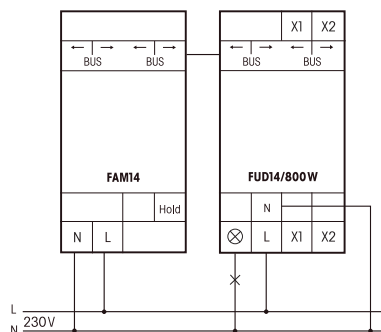 X1 X2
← → ← → ← → ← →
BUS BUS BUS BUS
FAM14 FUD14/800W
Hold N
N L L X1 X2
L
230V
N